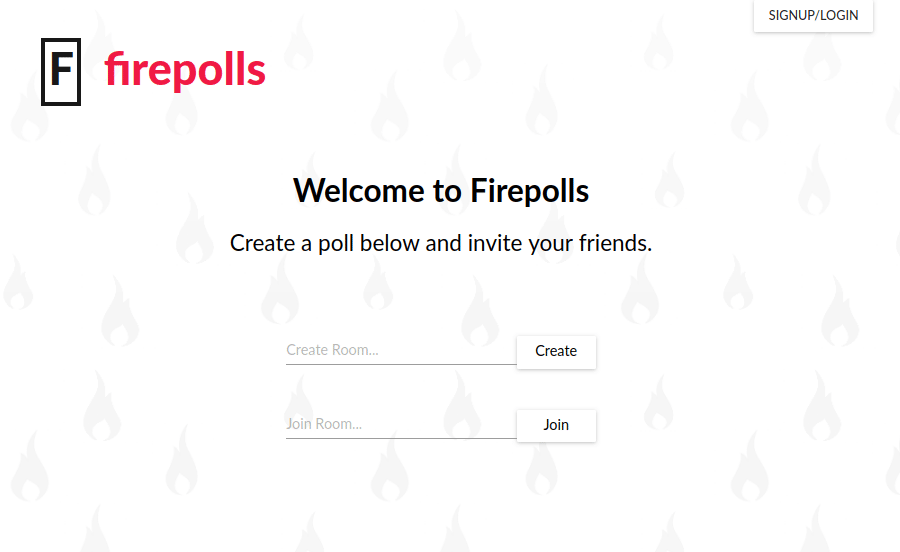 SIGNUP/LOGIN
F firepolls
Welcome to Firepolls
Create a poll below and invite your friends.
Create Room... Create
Join Room... Join